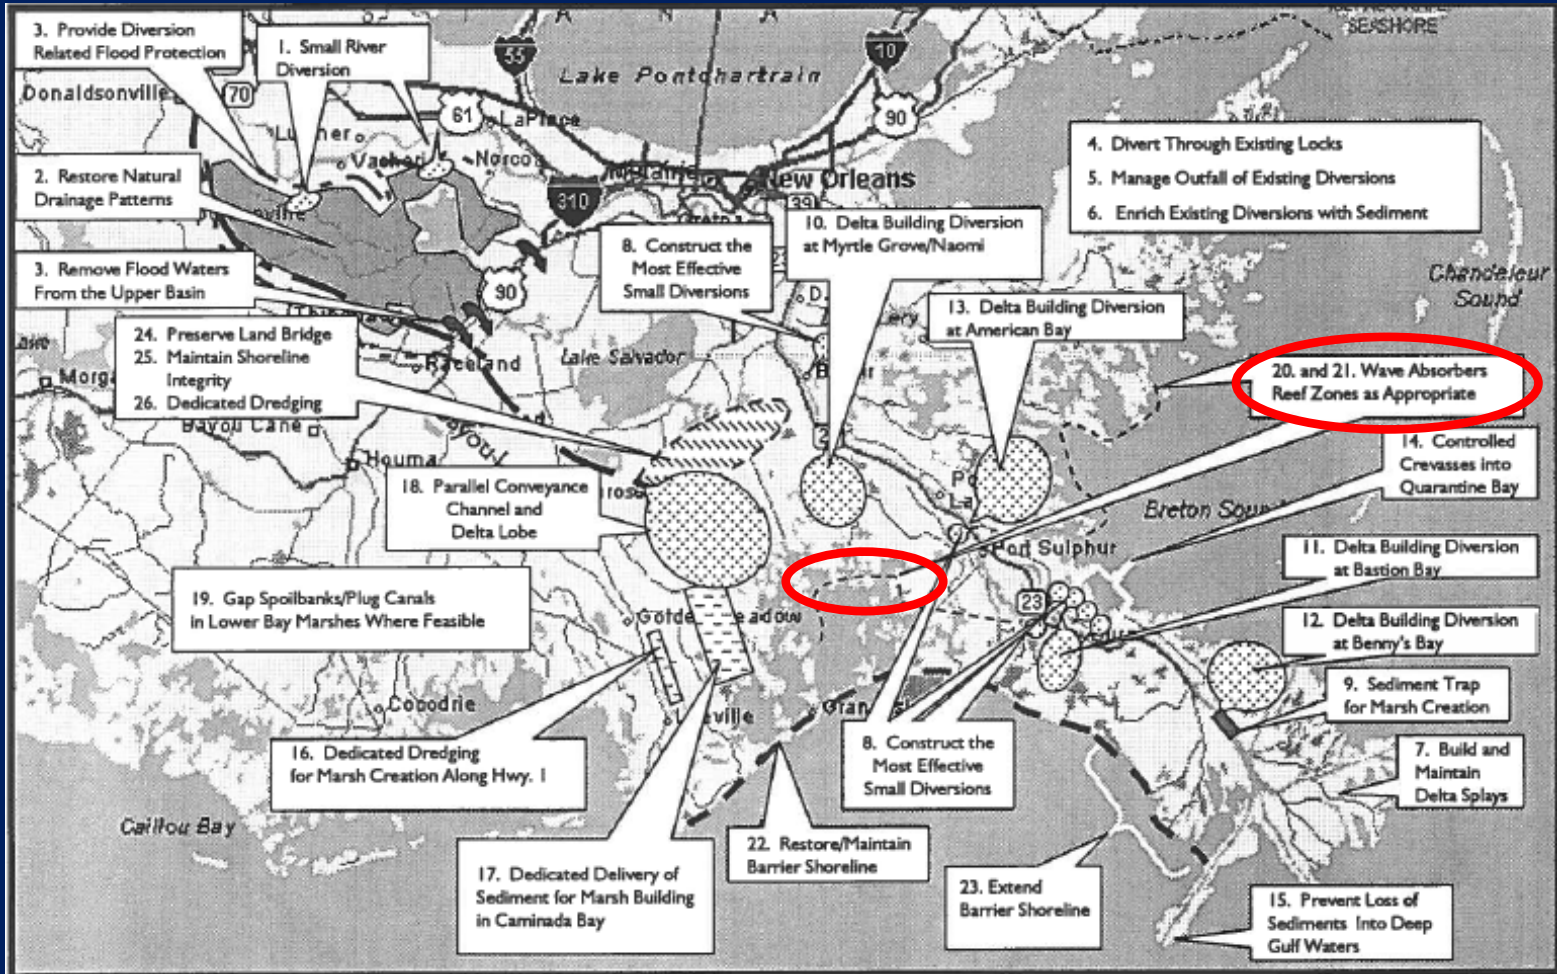 SEASHORE
3. Provide Diversion
Related Flood Protection
1. Small River
Diversion
55
10
Lake Pontchartrain
Donaldsonville
70
61
LaPlace
90
4. Divert Through Existing Locks
5. Manage Outfall of Existing Diversions
6. Enrich Existing Diversions with Sediment
2. Restore Natural
Drainage Patterns
310
New Orleans
39
10. Delta Building Diversion
at Myrtle Grove/Naomi
8. Construct the
Most Effective
Small Diversions
3. Remove Flood Waters
From the Upper Basin
90
Chandeleur
Sound
13. Delta Building Diversion
at American Bay
24. Preserve Land Bridge
25. Maintain Shoreline
Integrity
26. Dedicated Dredging
Raceland
Lake Salvador
20. and 21. Wave Absorbers
Reef Zones as Appropriate
Bayou Cane
Houma
14. Controlled
Crevasses into
Quarantine Bay
18. Parallel Conveyance
Channel and
Delta Lobe
Breton Sound
Port Sulphur
11. Delta Building Diversion
at Bastion Bay
19. Gap Spoilbanks/Plug Canals
in Lower Bay Marshes Where Feasible
23
12. Delta Building Diversion
at Benny's Bay
9. Sediment Trap
for Marsh Creation
Cocodrie
16. Dedicated Dredging
for Marsh Creation Along Hwy. 1
8. Construct the
Most Effective
Small Diversions
7. Build and
Maintain
Delta Splays
Caillou Bay
22. Restore/Maintain
Barrier Shoreline
17. Dedicated Delivery of
Sediment for Marsh Building
in Caminada Bay
23. Extend
Barrier Shoreline
15. Prevent Loss of
Sediments Into Deep
Gulf Waters